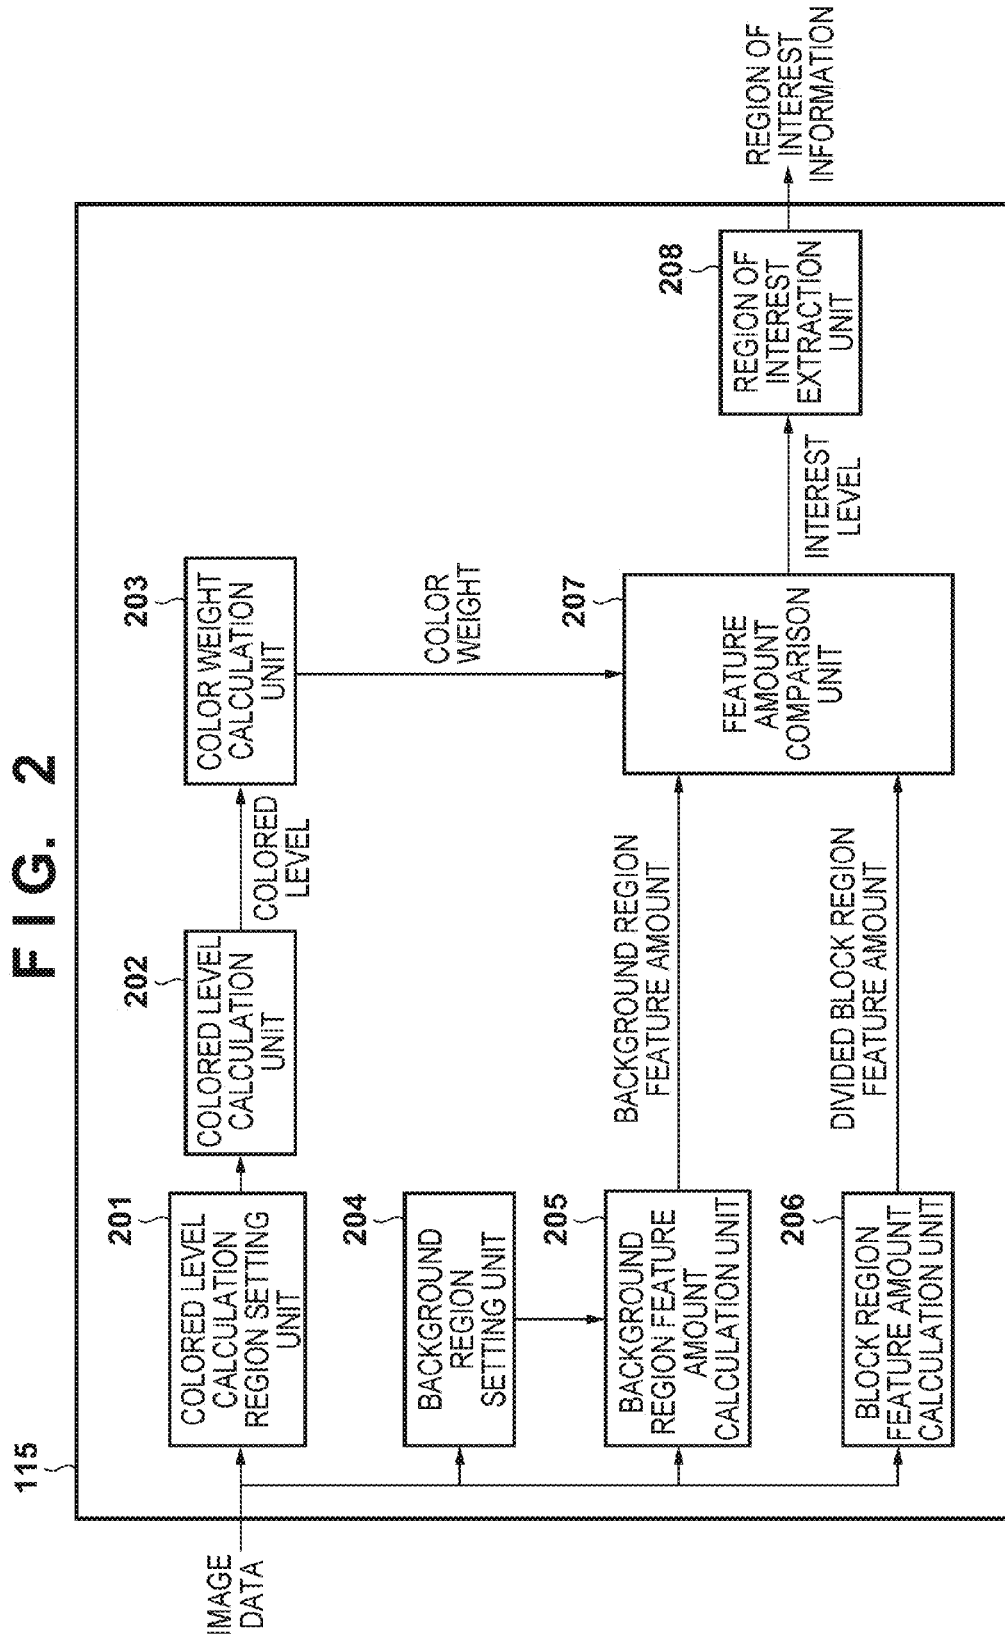 FIG. 2
115
IMAGE
DATA
201
COLORED LEVEL
CALCULATION
REGION SETTING
UNIT
202
COLORED LEVEL
CALCULATION
UNIT
COLORED
LEVEL
203
COLOR WEIGHT
CALCULATION
UNIT
COLOR
WEIGHT
204
BACKGROUND
REGION
SETTING UNIT
205
BACKGROUND
REGION FEATURE
AMOUNT
CALCULATION UNIT
BACKGROUND REGION
FEATURE AMOUNT
206
BLOCK REGION
FEATURE AMOUNT
CALCULATION UNIT
DIVIDED BLOCK REGION
FEATURE AMOUNT
207
FEATURE
AMOUNT
COMPARISON
UNIT
INTEREST
LEVEL
208
REGION OF
INTEREST
EXTRACTION
UNIT
REGION OF
INTEREST
INFORMATION